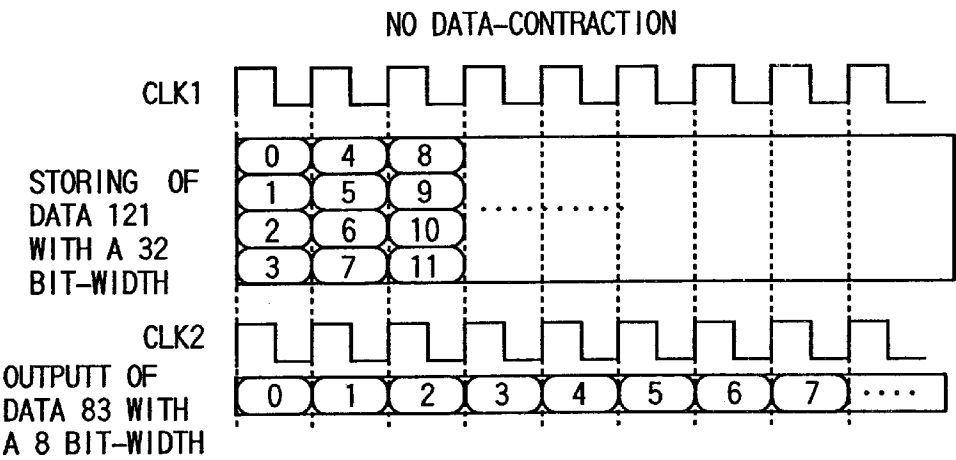 NO DATA-CONTRACTION
CLK1
STORING OF
DATA 121
WITH A 32
BIT-WIDTH
0 4 8
1 5 9
2 6 10
3 7 11
CLK2
OUTPUTT OF
DATA 83 WITH
A 8 BIT-WIDTH
0 1 2 3 4 5 6 7 ····